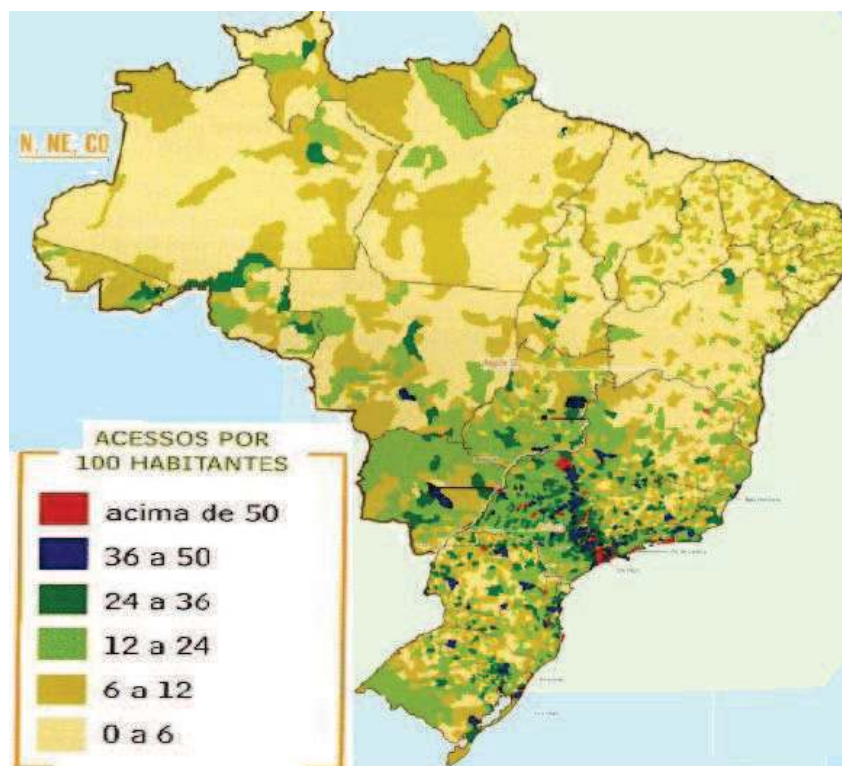 N, NE, CO
ACESSOS POR
100 HABITANTES
acima de 50
36 a 50
24 a 36
12 a 24
6 a 12
0 a 6